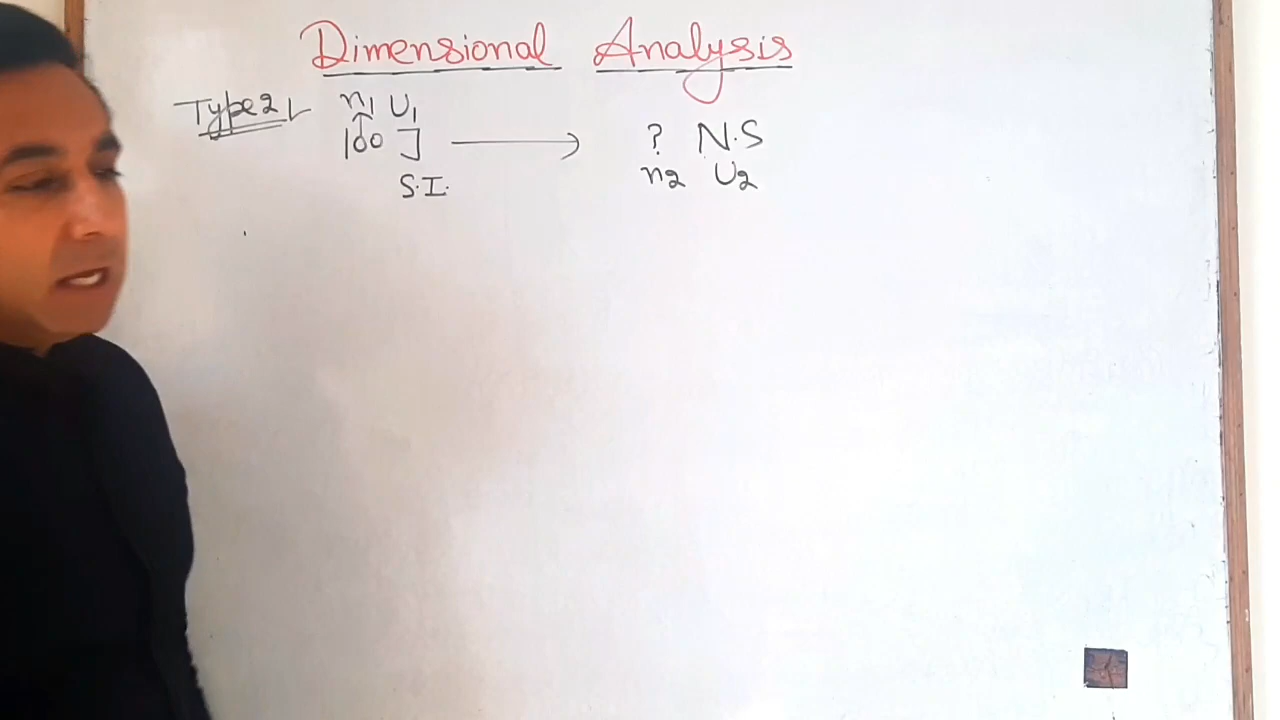 Dimensional Analysis
Type 2 n1 U1
100 J → ? N.S
S.I. n2 U2